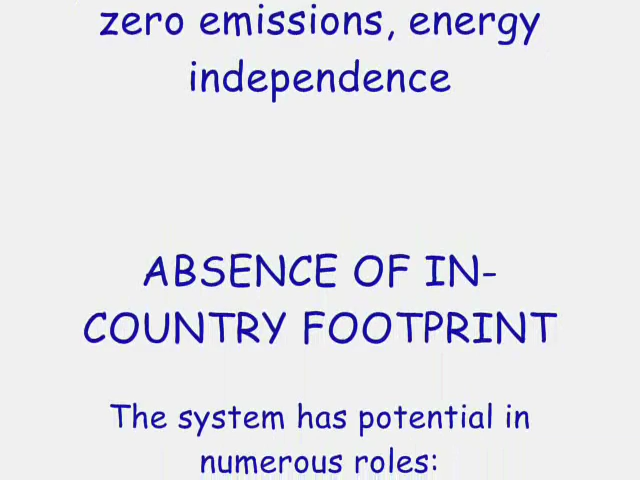 zero emissions, energy
independence
ABSENCE OF IN-
COUNTRY FOOTPRINT
The system has potential in
numerous roles: